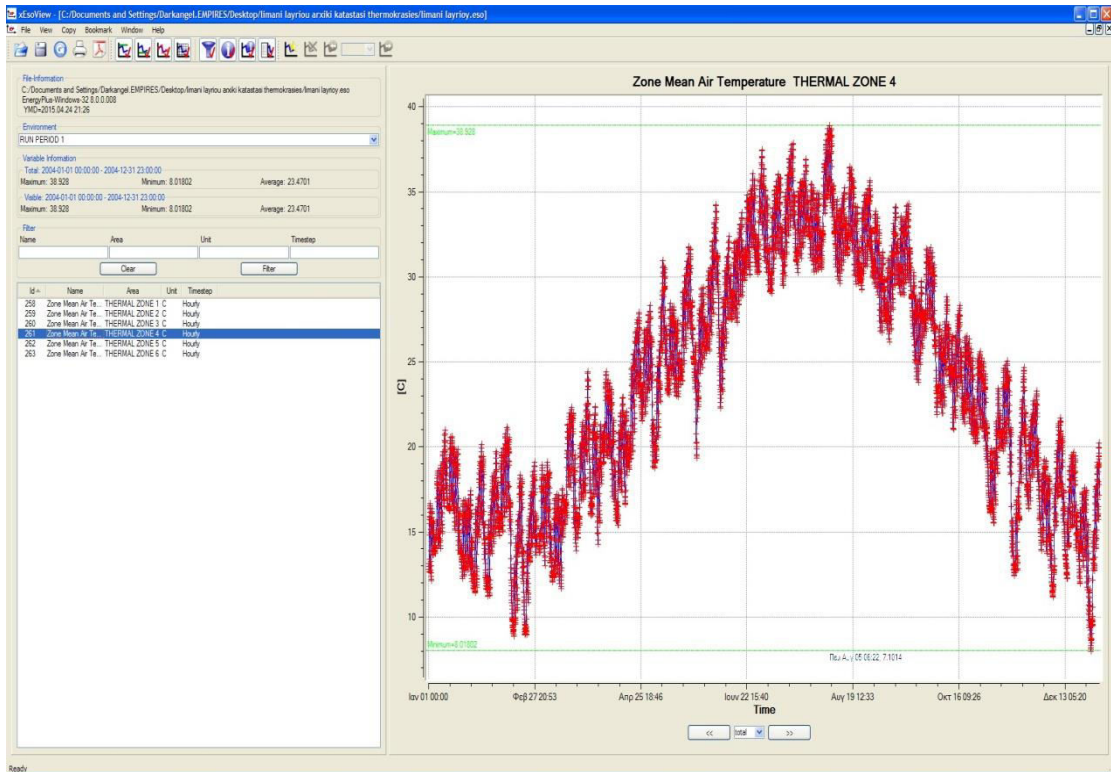 xEsoView - [C:/Documents and Settings/Darkangel.EMPIRES/Desktop/limani layriou arxiki katastasi thermokrasies/limani layrioy.eso]
File View Copy Bookmark Window Help
File-Information
C:/Documents and Settings/Darkangel.EMPIRES/Desktop/limani layriou arxiki katastasi thermokrasies/limani layrioy.eso
EnergyPlus-Windows-32 8.0.0.008
YMD=2015.04.24 21:26
Environment
RUN PERIOD 1
Variable Information
Total: 2004-01-01 00:00:00 - 2004-12-31 23:00:00
Maximum: 38.928 Minimum: 8.01802 Average: 23.4701
Visible: 2004-01-01 00:00:00 - 2004-12-31 23:00:00
Maximum: 38.928 Minimum: 8.01802 Average: 23.4701
Filter
Name Area Unit Timestep
Clear Filter
Id Name Area Unit Timestep
258 Zone Mean Air Te... THERMAL ZONE 1 C Hourly
259 Zone Mean Air Te... THERMAL ZONE 2 C Hourly
260 Zone Mean Air Te... THERMAL ZONE 3 C Hourly
261 Zone Mean Air Te... THERMAL ZONE 4 C Hourly
262 Zone Mean Air Te... THERMAL ZONE 5 C Hourly
263 Zone Mean Air Te... THERMAL ZONE 6 C Hourly
Ready
Zone Mean Air Temperature THERMAL ZONE 4
40
Maximum=38.928
35
30
25
[C]
20
15
10
Minimum=8.01802
Πεμ Αυγ 05 06:22, 7.1014
Ιαν 01 00:00 Φεβ 27 20:53 Απρ 25 18:46 Ιουν 22 15:40 Αυγ 19 12:33 Οκτ 16 09:26 Δεκ 13 05:20
Time
<< total >>